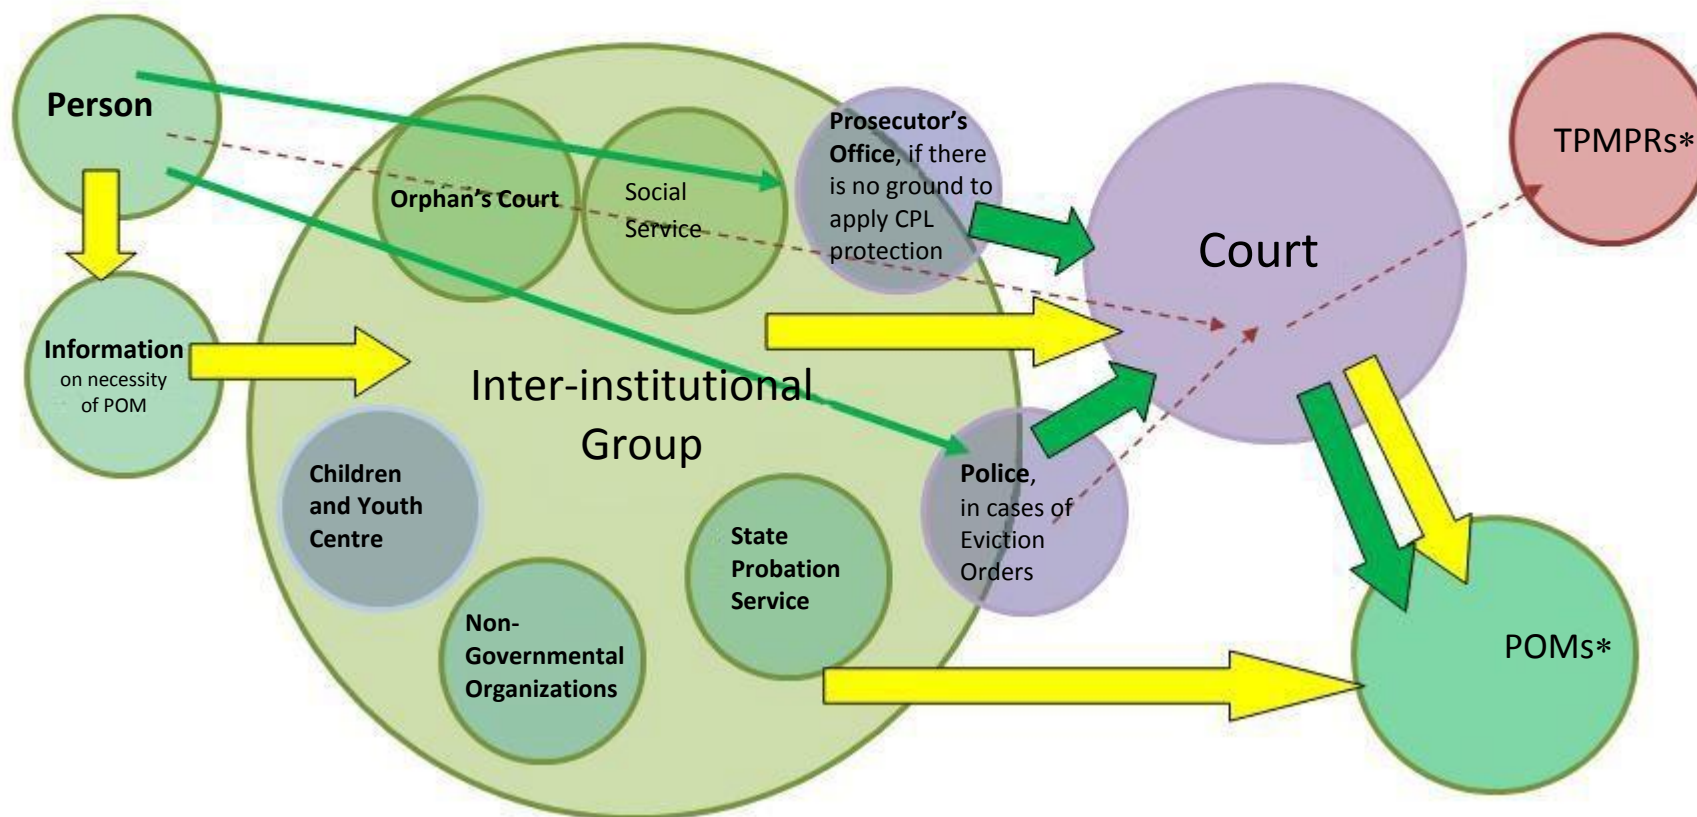 Person
Information
on necessity
of POM
Orphan’s Court
Social
Service
Prosecutor’s
Office, if there
is no ground to
apply CPL
protection
Court
TPMPRs*
Inter-institutional
Group
Children
and Youth
Centre
Non-
Governmental
Organizations
State
Probation
Service
Police,
in cases of
Eviction
Orders
POMs*